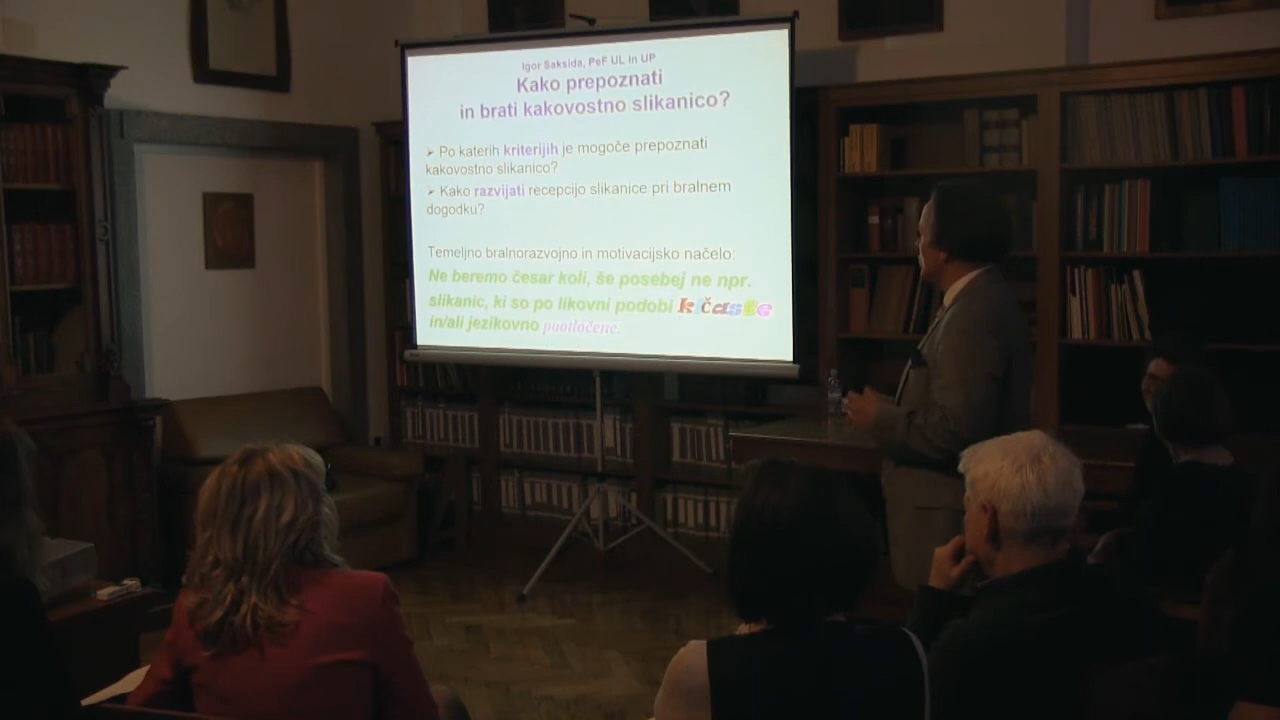 Igor Saksida, PeF UL in UP
Kako prepoznati
in brati kakovostno slikanico?
➢ Po katerih kriterijih je mogoče prepoznati
kakovostno slikanico?
➢ Kako razvijati recepcijo slikanice pri bralnem
dogodku?
Temeljno bralnorazvojno in motivacijsko načelo:
Ne beremo česar koli, še posebej ne npr.
slikanic, ki so po likovni podobi kičaste
in/ali jezikovno pootločene.